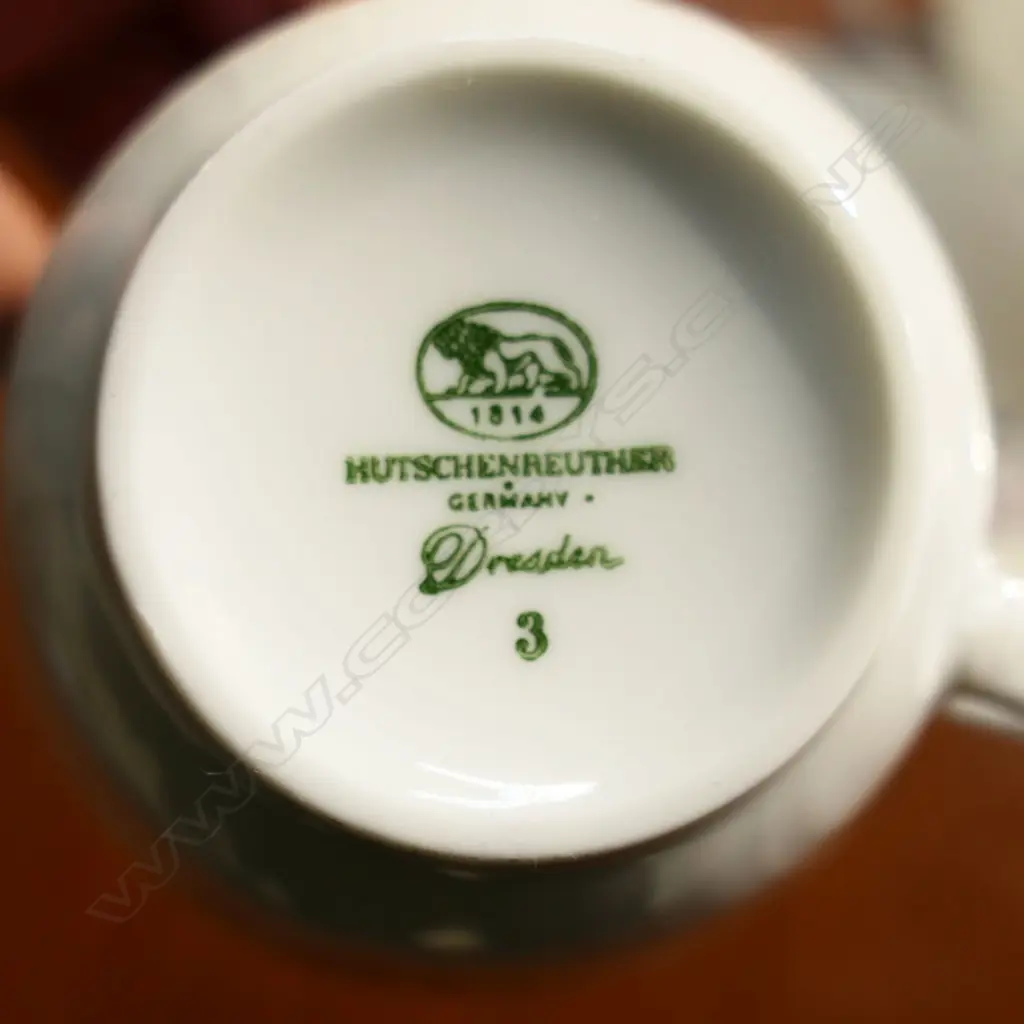 1814
HUTSCHENREUTHER
GERMANY
Dresden
3